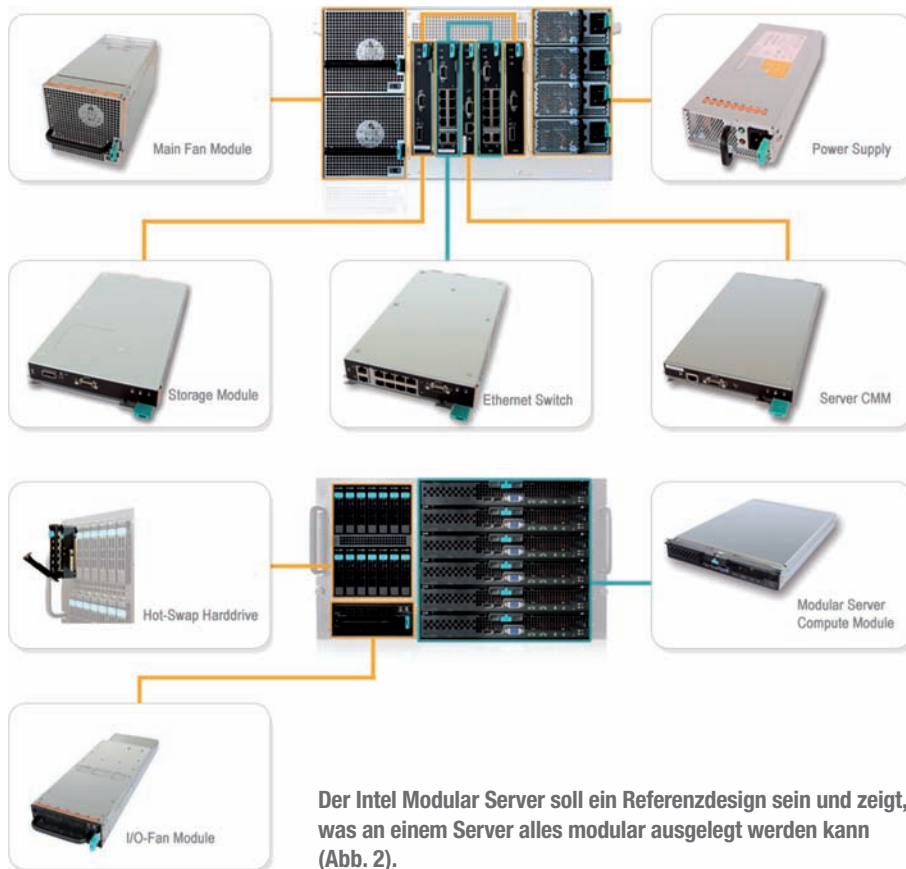 Main Fan Module
Power Supply
Storage Module
Ethernet Switch
Server CMM
Hot-Swap Harddrive
Modular Server
Compute Module
I/O-Fan Module
Der Intel Modular Server soll ein Referenzdesign sein und zeigt,
was an einem Server alles modular ausgelegt werden kann
(Abb. 2).